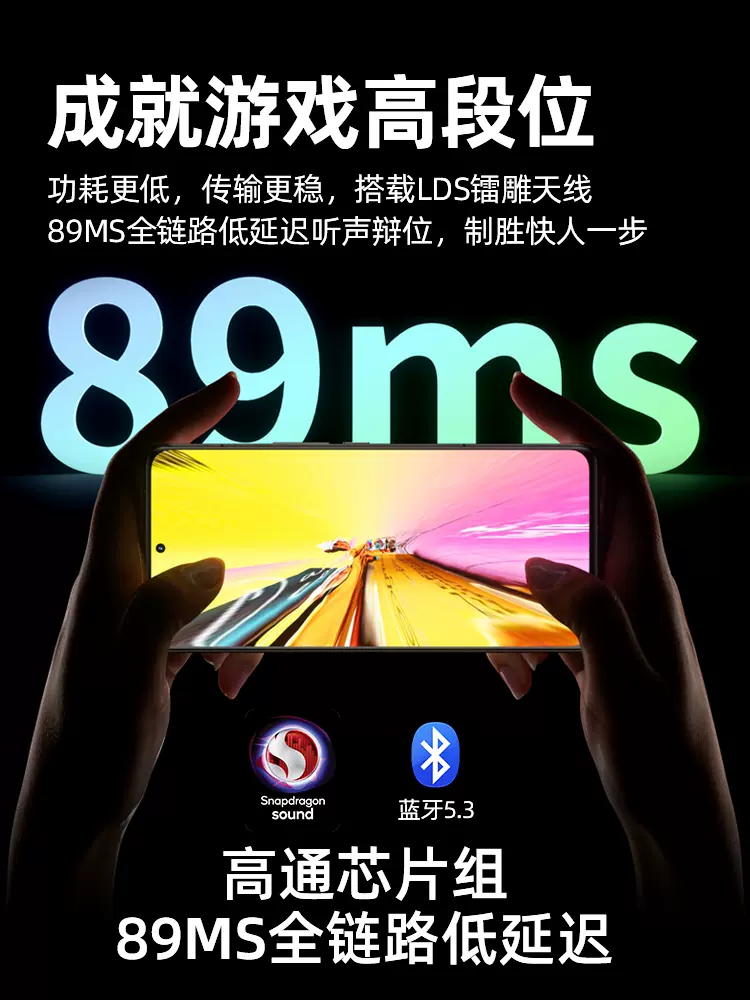 成就游戏高段位
功耗更低，传输更稳，搭载LDS镭雕天线
89MS全链路低延迟听声辩位，制胜快人一步
89ms
Snapdragon
sound
蓝牙5.3
高通芯片组
89MS全链路低延迟